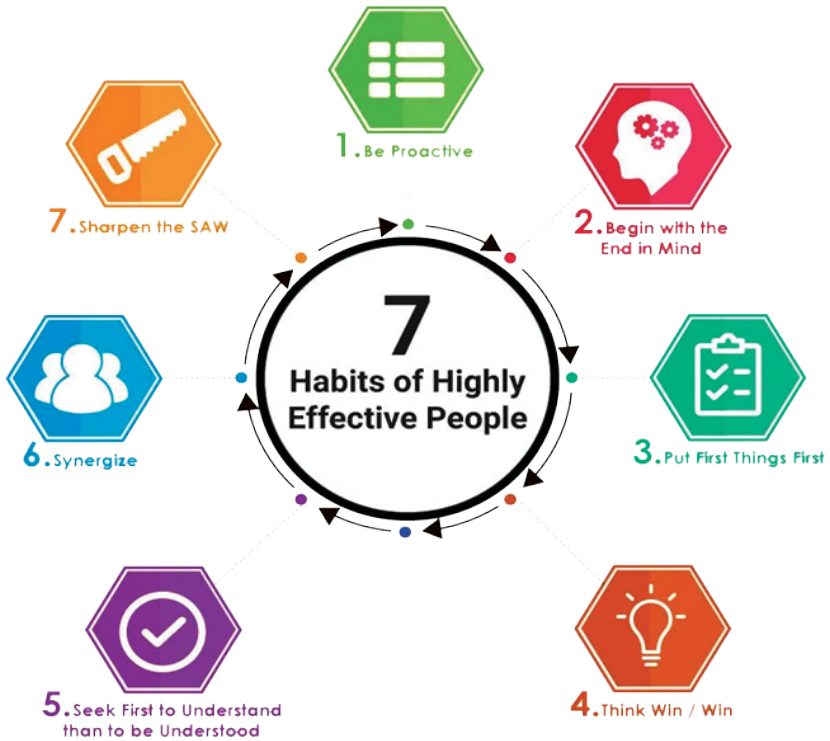 7
Habits of Highly
Effective People
1. Be Proactive
2. Begin with the
End in Mind
3. Put First Things First
4. Think Win / Win
5. Seek First to Understand
than to be Understood
6. Synergize
7. Sharpen the SAW